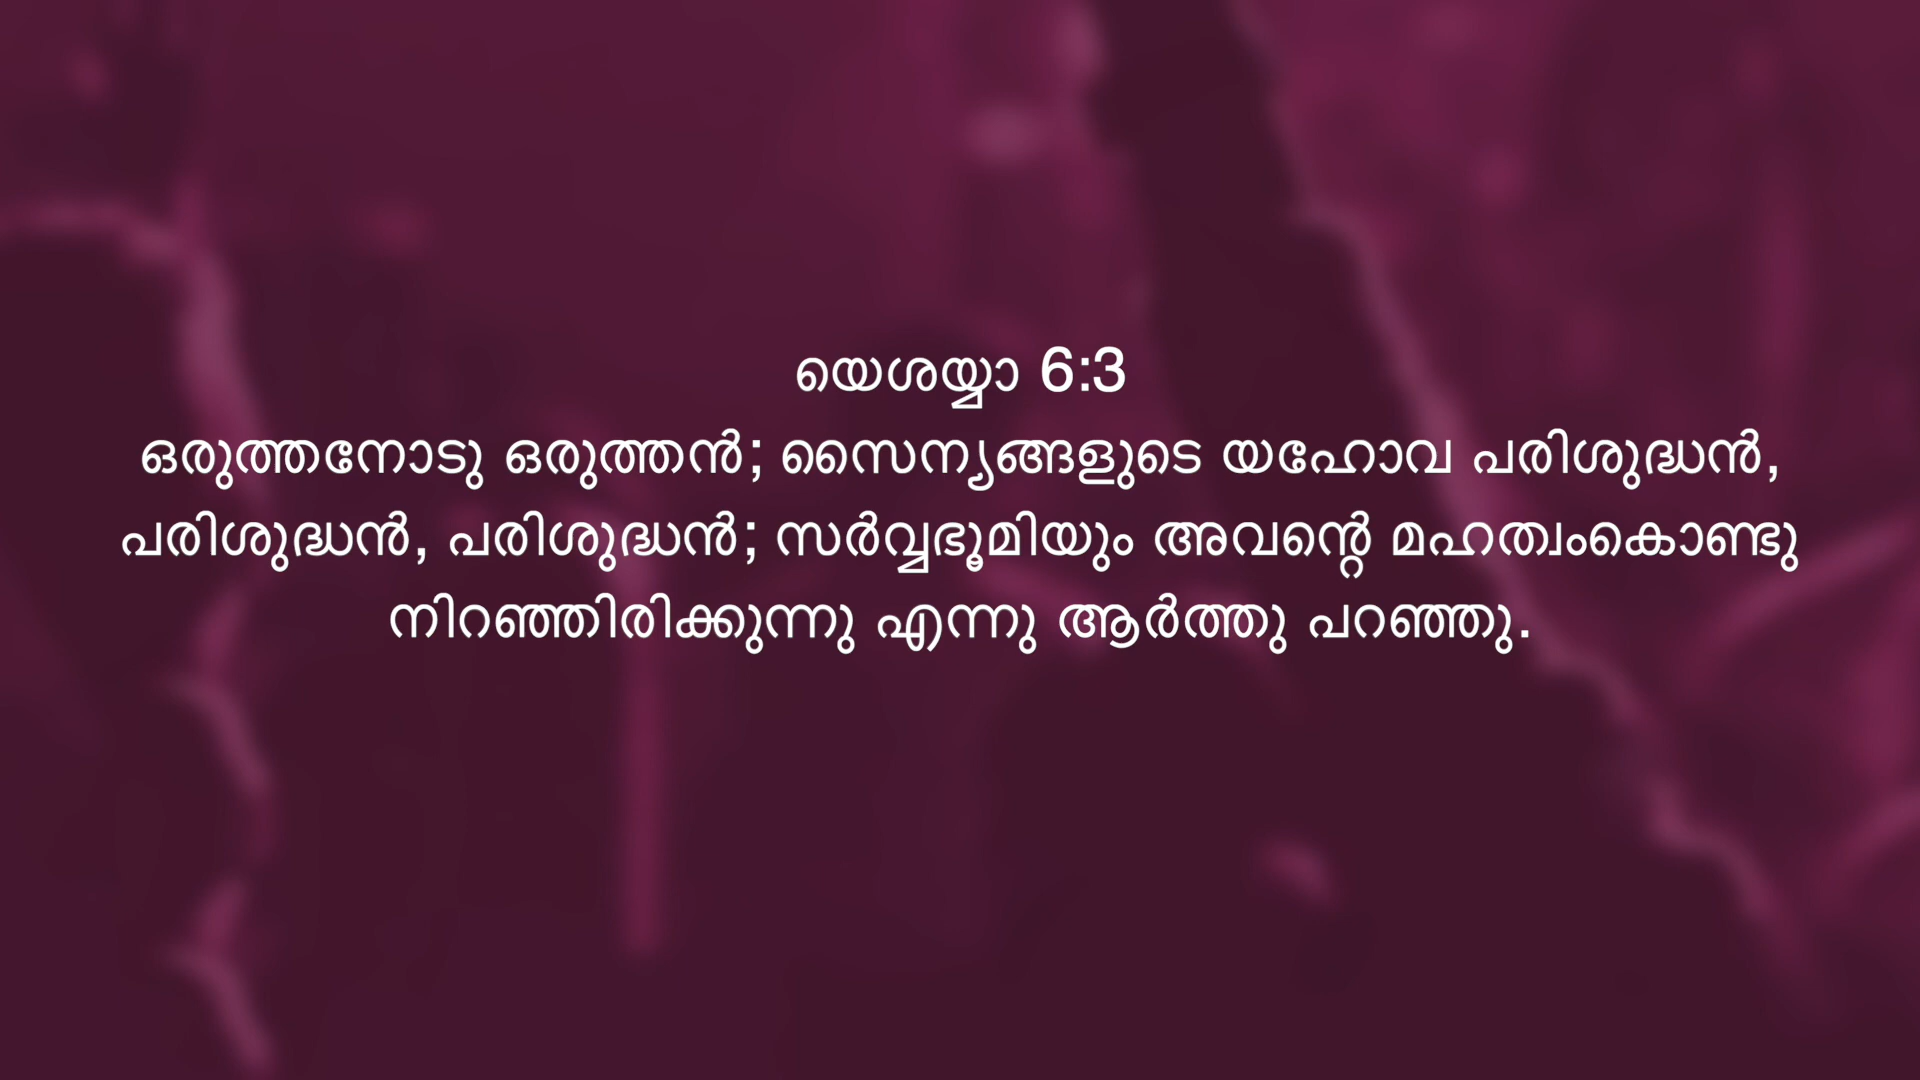 യെശയ്യാ 6:3
ഒരുത്തനോടു ഒരുത്തൻ; സൈന്യങ്ങളുടെ യഹോവ പരിശുദ്ധൻ,
പരിശുദ്ധൻ, പരിശുദ്ധൻ; സർവ്വഭൂമിയും അവന്റെ മഹത്വംകൊണ്ടു
നിറഞ്ഞിരിക്കുന്നു എന്നു ആർത്തു പറഞ്ഞു.